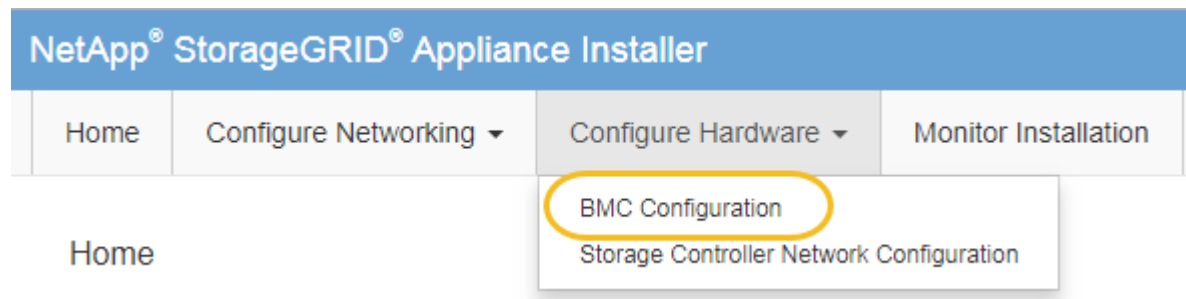 NetApp® StorageGRID® Appliance Installer
Home Configure Networking Configure Hardware Monitor Installation
BMC Configuration
Storage Controller Network Configuration
Home